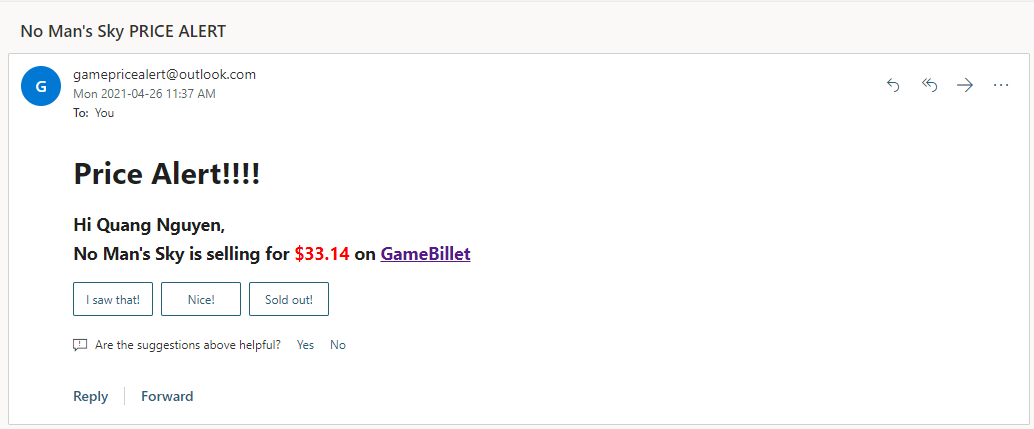 No Man's Sky PRICE ALERT
G
gamepricealert@outlook.com
Mon 2021-04-26 11:37 AM
To: You
Price Alert!!!!
Hi Quang Nguyen,
No Man's Sky is selling for $33.14 on GameBillet
I saw that! Nice! Sold out!
Are the suggestions above helpful? Yes No
Reply Forward